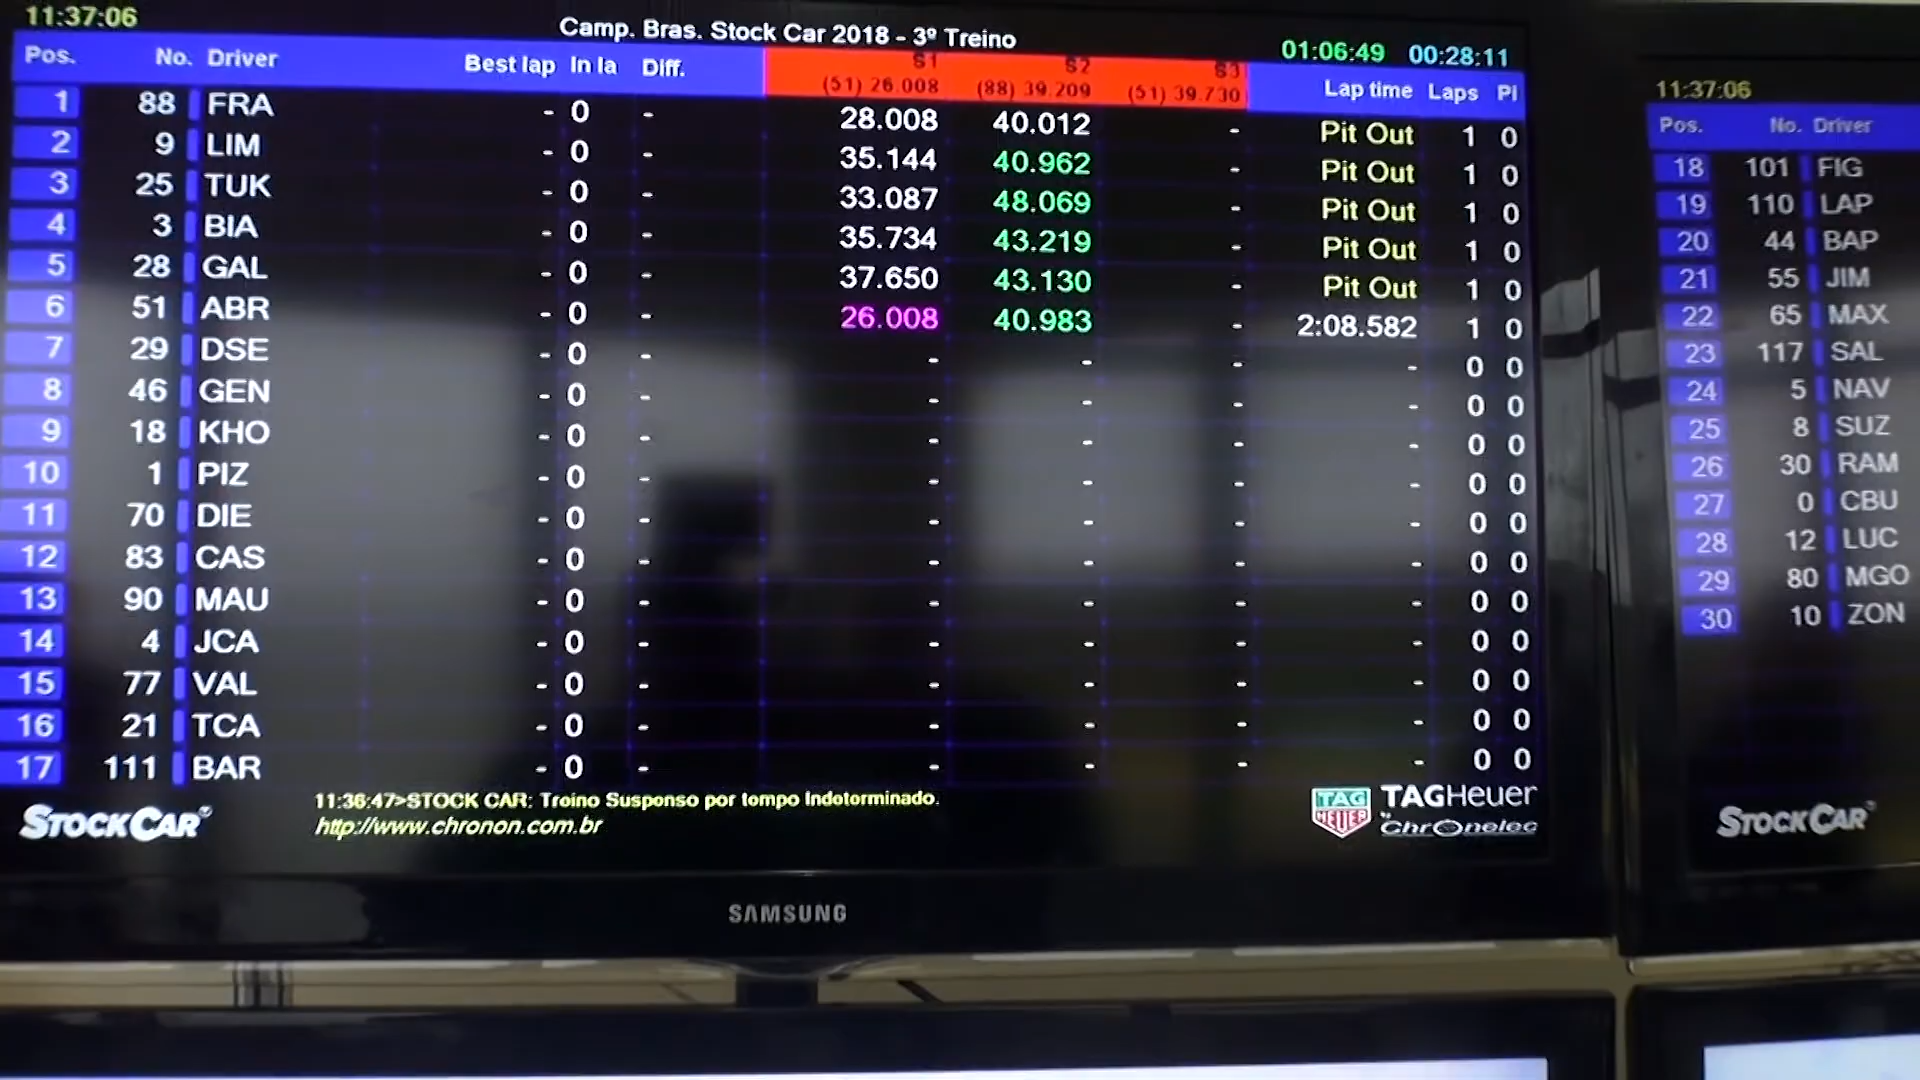 11:37:06
Camp. Bras. Stock Car 2018 - 3º Treino
01:06:49 00:28:11
Pos. No. Driver Best lap In la Diff. S1 S2 S3 Lap time Laps PI
(51) 26.008 (88) 39.209 (51) 39.730
1 88 FRA - 0 - 28.008 40.012 - Pit Out 1 0
2 9 LIM - 0 - 35.144 40.962 - Pit Out 1 0
3 25 TUK - 0 - 33.087 48.069 - Pit Out 1 0
4 3 BIA - 0 - 35.734 43.219 - Pit Out 1 0
5 28 GAL - 0 - 37.650 43.130 - Pit Out 1 0
6 51 ABR - 0 - 26.008 40.983 - 2:08.582 1 0
7 29 DSE - 0 - - - - - 0 0
8 46 GEN - 0 - - - - - 0 0
9 18 KHO - 0 - - - - - 0 0
10 1 PIZ - 0 - - - - - 0 0
11 70 DIE - 0 - - - - - 0 0
12 83 CAS - 0 - - - - - 0 0
13 90 MAU - 0 - - - - - 0 0
14 4 JCA - 0 - - - - - 0 0
15 77 VAL - 0 - - - - - 0 0
16 21 TCA - 0 - - - - - 0 0
17 111 BAR - 0 - - - - - 0 0
11:36:47>STOCK CAR: Treino Suspenso por tempo Indeterminado.
http://www.chronon.com.br
STOCK CAR
TAG HEUER
TAGHeuer
by Chronelec
SAMSUNG
11:37:06
Pos. No. Driver
18 101 FIG
19 110 LAP
20 44 BAP
21 55 JIM
22 65 MAX
23 117 SAL
24 5 NAV
25 8 SUZ
26 30 RAM
27 0 CBU
28 12 LUC
29 80 MGO
30 10 ZON
STOCK CAR